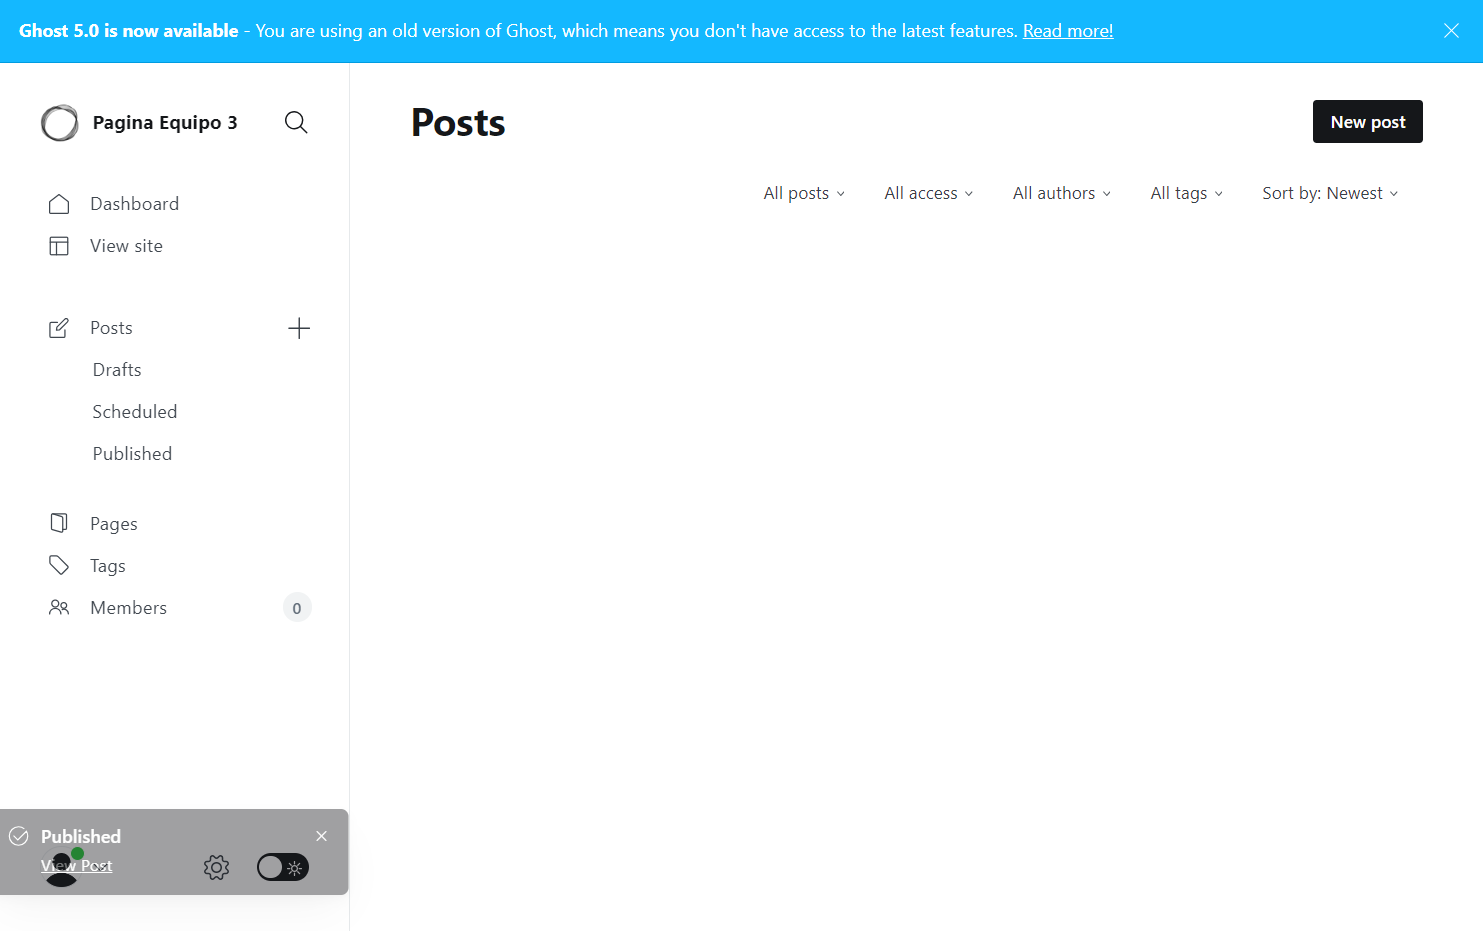 Ghost 5.0 is now available - You are using an old version of Ghost, which means you don't have access to the latest features. Read more!
Pagina Equipo 3
Posts
New post
All posts
All access
All authors
All tags
Sort by: Newest
Dashboard
View site
Posts
Drafts
Scheduled
Published
Pages
Tags
Members
0
Published
View Post